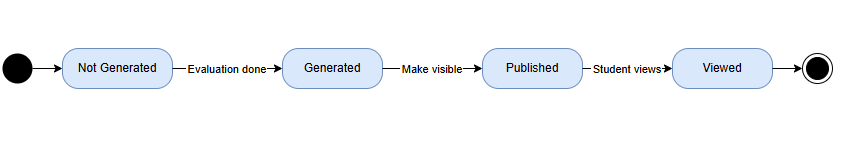 Not Generated
Evaluation done
Generated
Make visible
Published
Student views
Viewed